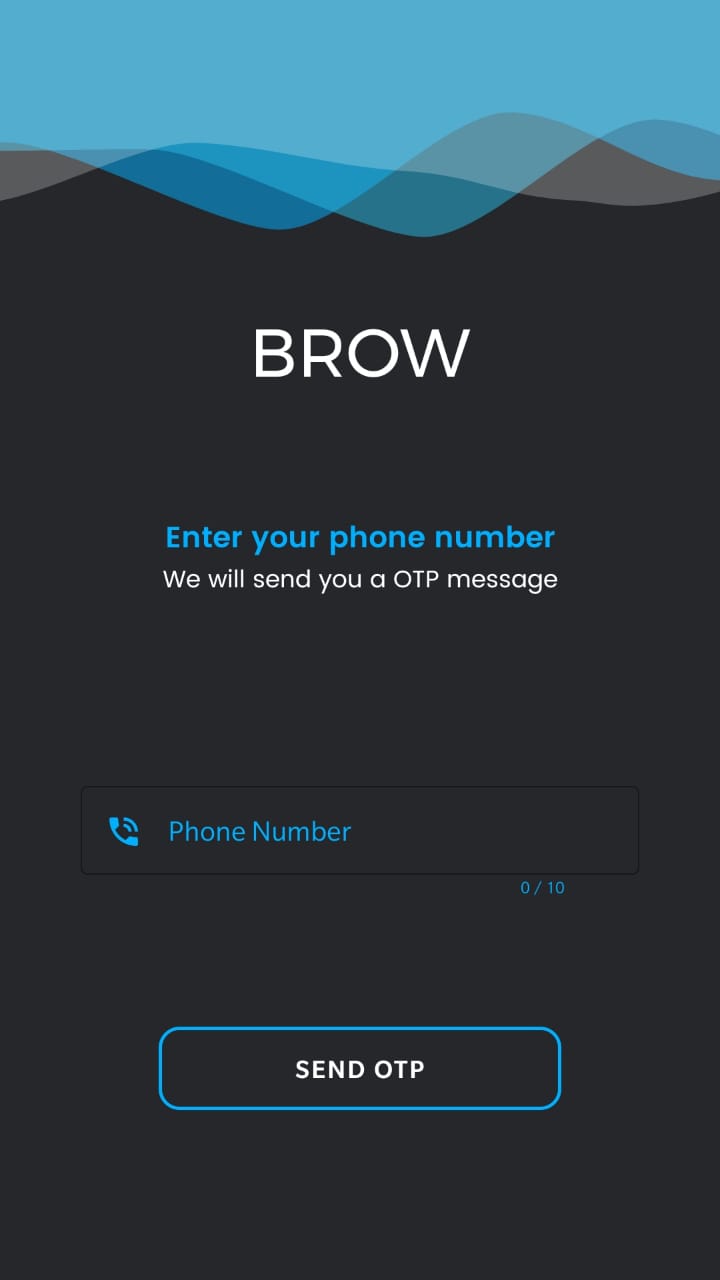 BROW
Enter your phone number
We will send you a OTP message
Phone Number
0 / 10
SEND OTP